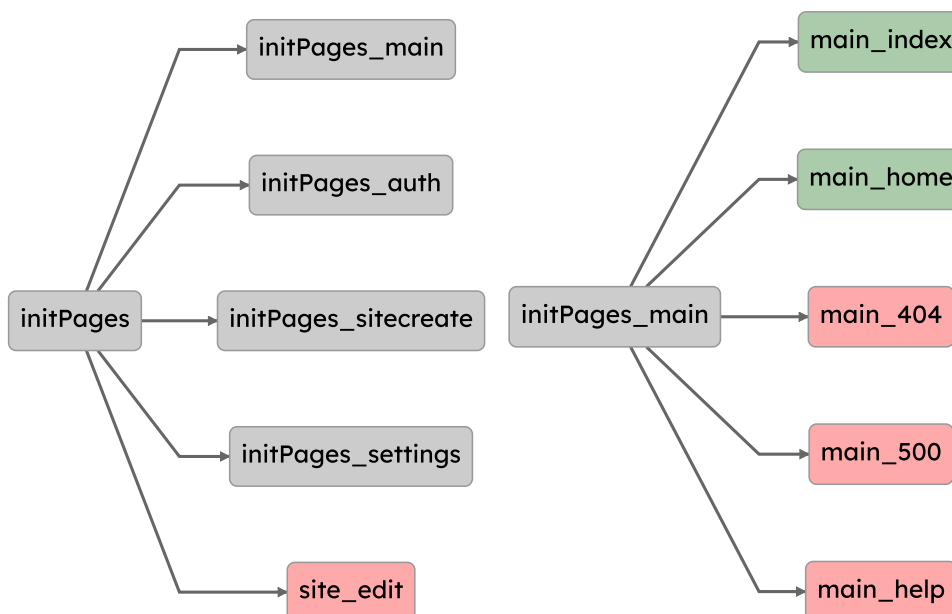 initPages
initPages_main
initPages_auth
initPages_sitecreate
initPages_settings
site_edit
initPages_main
main_index
main_home
main_404
main_500
main_help